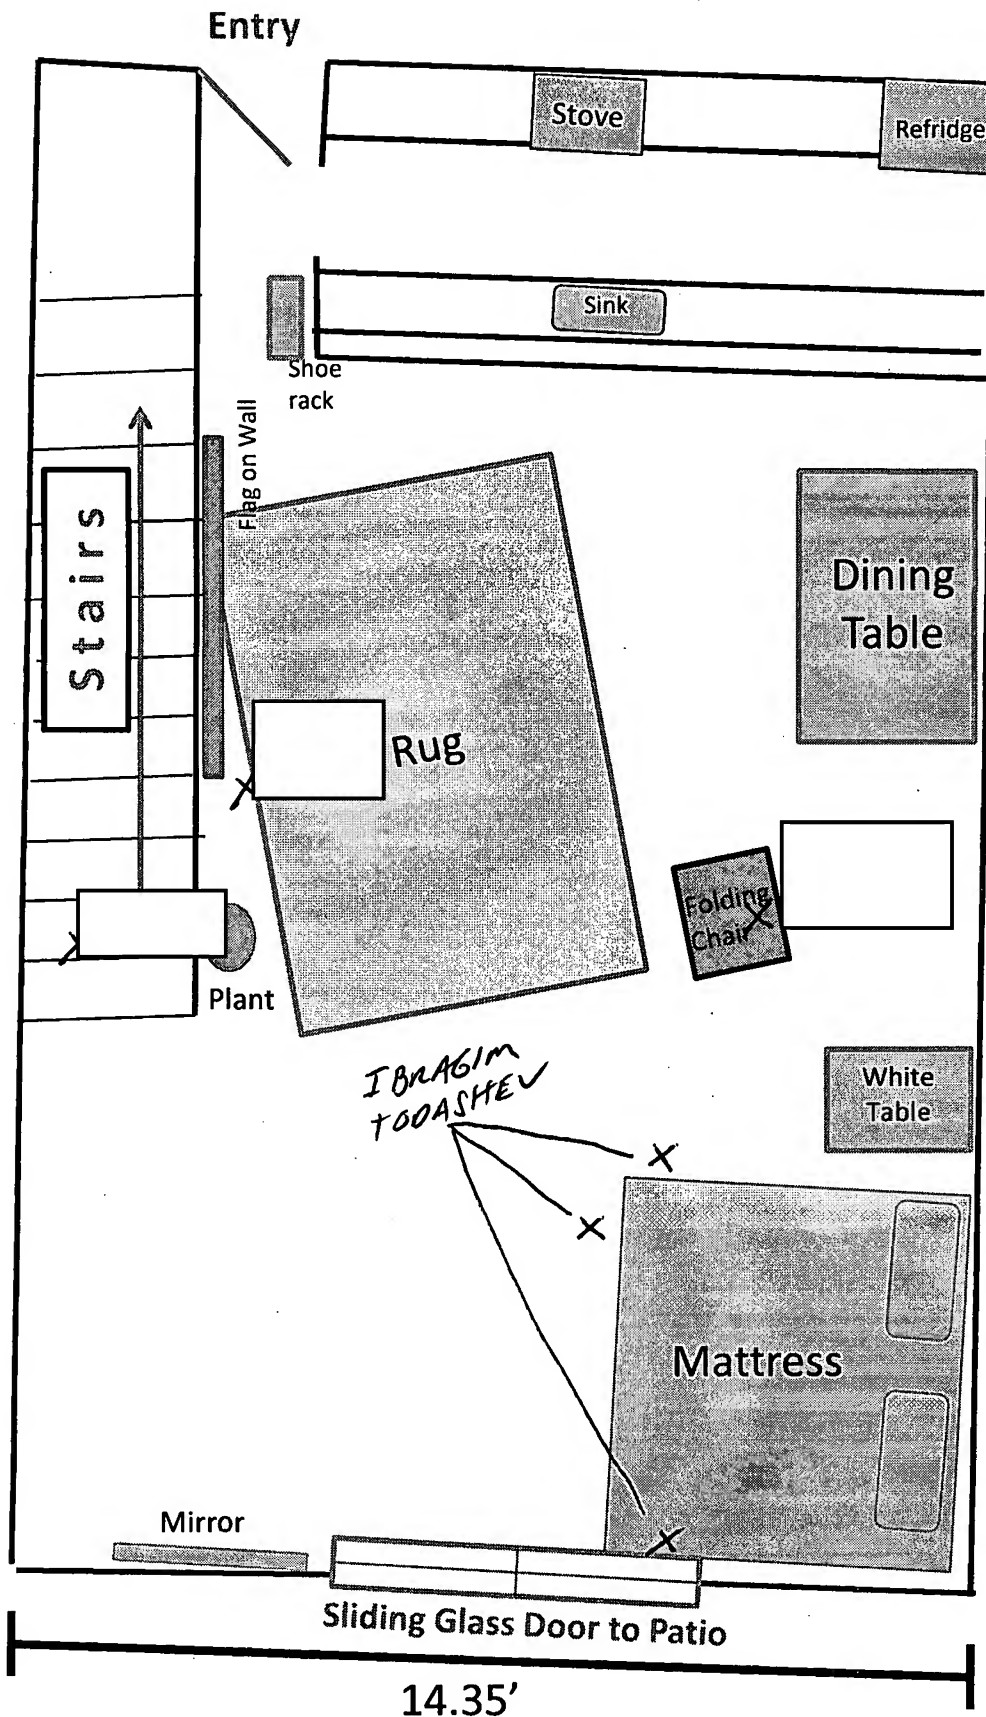 Entry
Stove
Refridge
Sink
Shoe
rack
Flag on Wall
Stairs
Dining
Table
Rug
Folding
Chair
Plant
IBRAGIM
TODASHEV
White
Table
Mattress
Mirror
Sliding Glass Door to Patio
14.35'